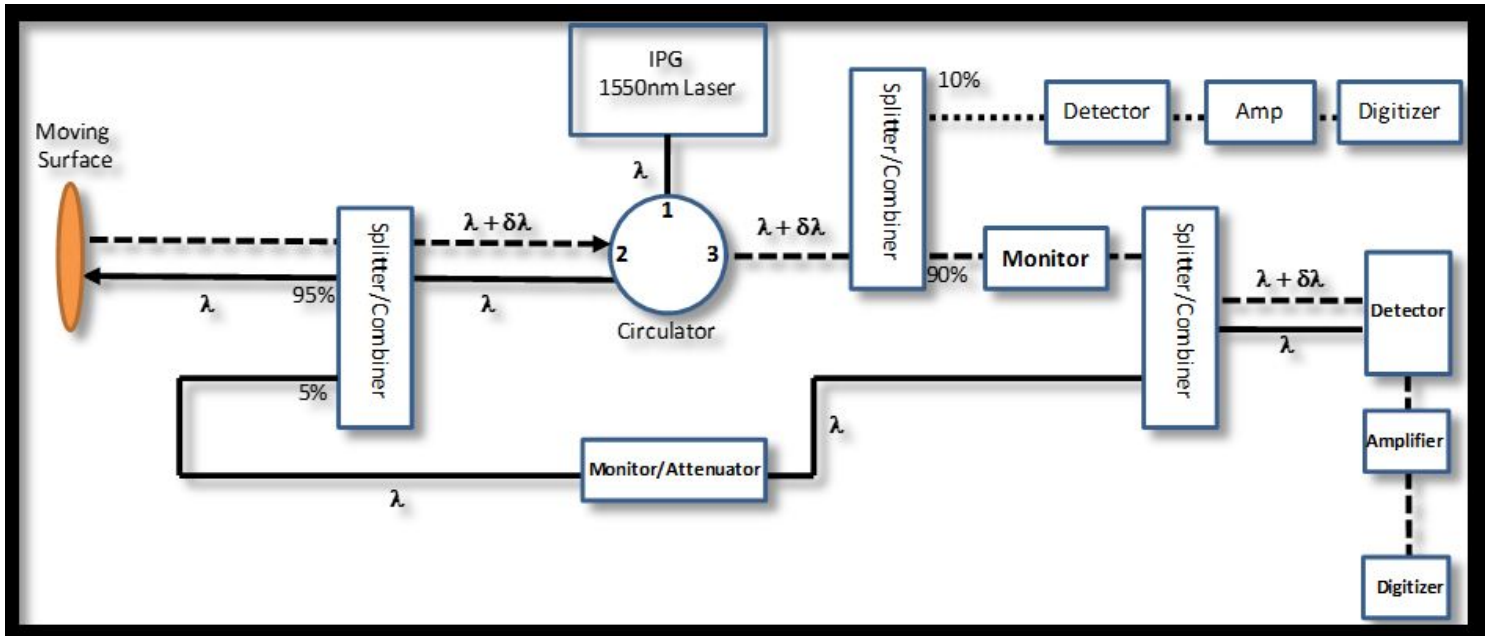 IPG
1550nm Laser
Moving
Surface
λ
1
2
3
Circulator
Splitter/Combiner
λ + δλ
λ
95%
λ
5%
λ + δλ
Splitter/Combiner
10%
90%
Detector
Amp
Digitizer
Monitor
Splitter/Combiner
λ + δλ
λ
Detector
Amplifier
Digitizer
λ
Monitor/Attenuator
λ